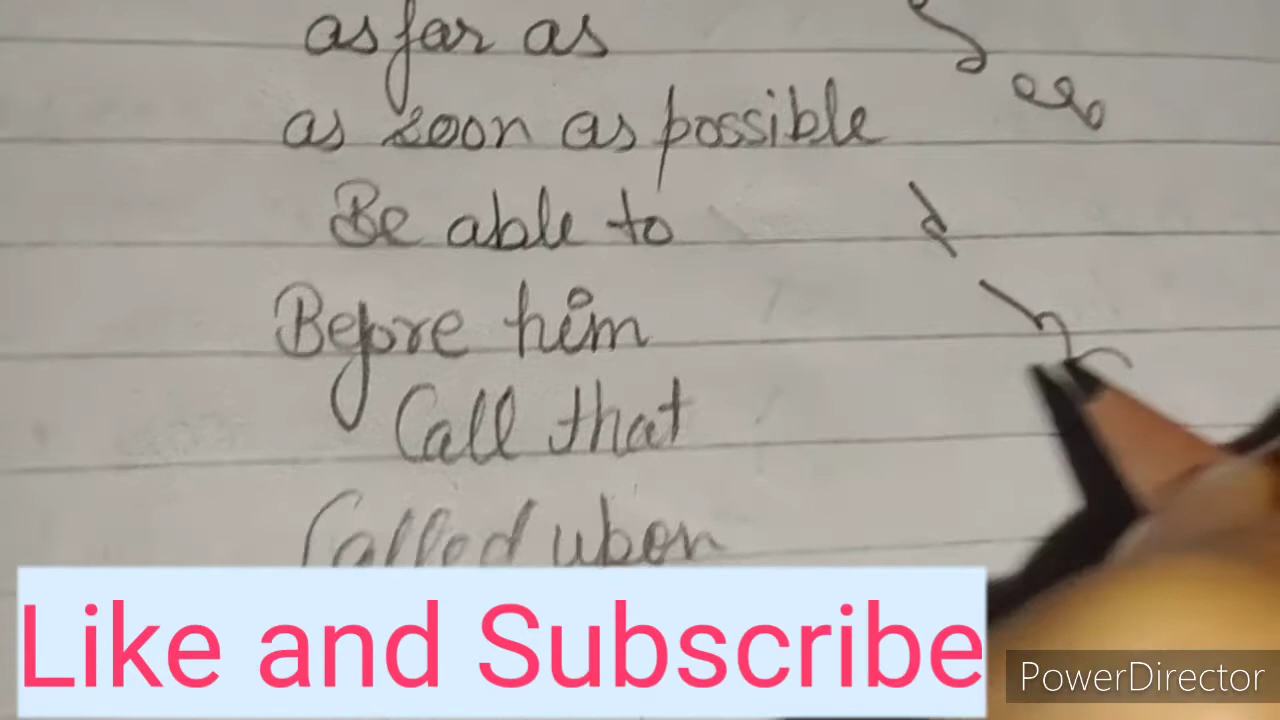 as far as
as soon as possible
Be able to
Before him
Call that
Called upon
Like and Subscribe
PowerDirector